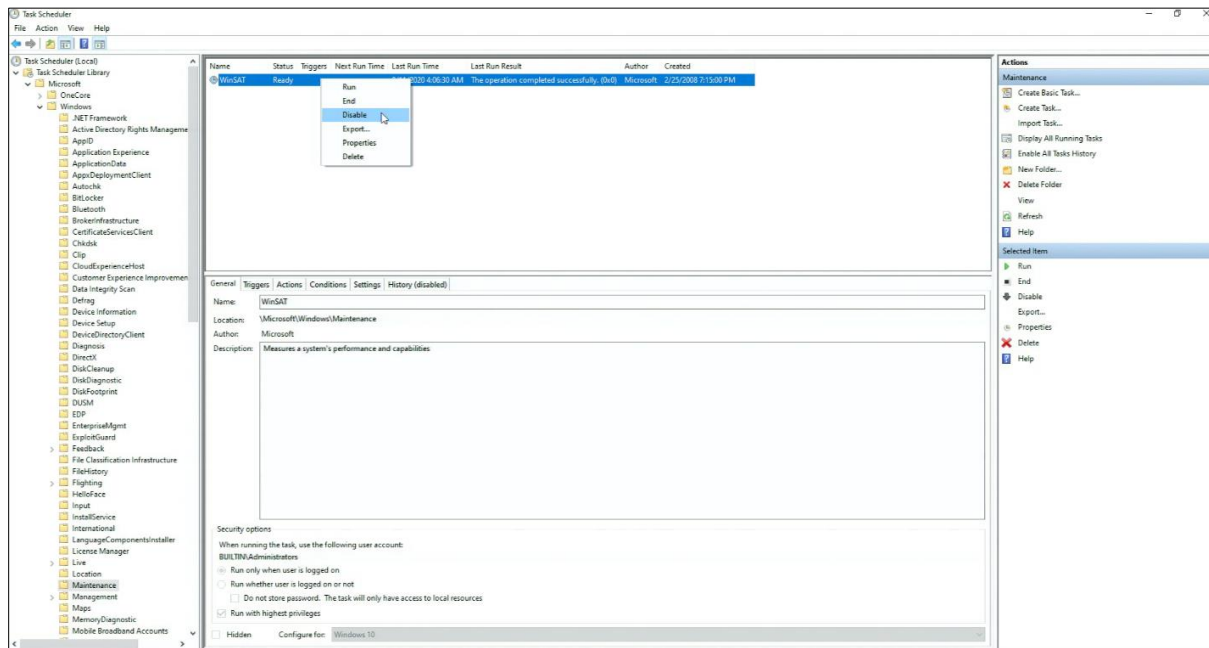 Task Scheduler
File Action View Help
Task Scheduler (Local)
Task Scheduler Library
Microsoft
OneCore
Windows
.NET Framework
Active Directory Rights Manageme
AppID
Application Experience
ApplicationData
AppxDeploymentClient
Autochk
BitLocker
Bluetooth
BrokerInfrastructure
CertificateServicesClient
Chkdsk
Clip
CloudExperienceHost
Customer Experience Improvemen
Data Integrity Scan
Defrag
Device Information
Device Setup
DeviceDirectoryClient
Diagnosis
DirectX
DiskCleanup
DiskDiagnostic
DiskFootprint
DUSM
EDP
EnterpriseMgmt
ExploitGuard
Feedback
File Classification Infrastructure
FileHistory
Flighting
HelloFace
Input
InstallService
International
LanguageComponentsInstaller
License Manager
Live
Location
Maintenance
Management
Maps
MemoryDiagnostic
Mobile Broadband Accounts
Name Status Triggers Next Run Time Last Run Time Last Run Result Author Created
WinSAT Ready 2020 4:06:30 AM The operation completed successfully. (0x0) Microsoft 2/25/2008 7:15:00 PM
Run
End
Disable
Export...
Properties
Delete
General Triggers Actions Conditions Settings History (disabled)
Name: WinSAT
Location: \Microsoft\Windows\Maintenance
Author: Microsoft
Description: Measures a system's performance and capabilities
Security options
When running the task, use the following user account:
BUILTIN\Administrators
Run only when user is logged on
Run whether user is logged on or not
Do not store password. The task will only have access to local resources
Run with highest privileges
Hidden Configure for: Windows 10
Actions
Maintenance
Create Basic Task...
Create Task...
Import Task...
Display All Running Tasks
Enable All Tasks History
New Folder...
Delete Folder
View
Refresh
Help
Selected Item
Run
End
Disable
Export...
Properties
Delete
Help